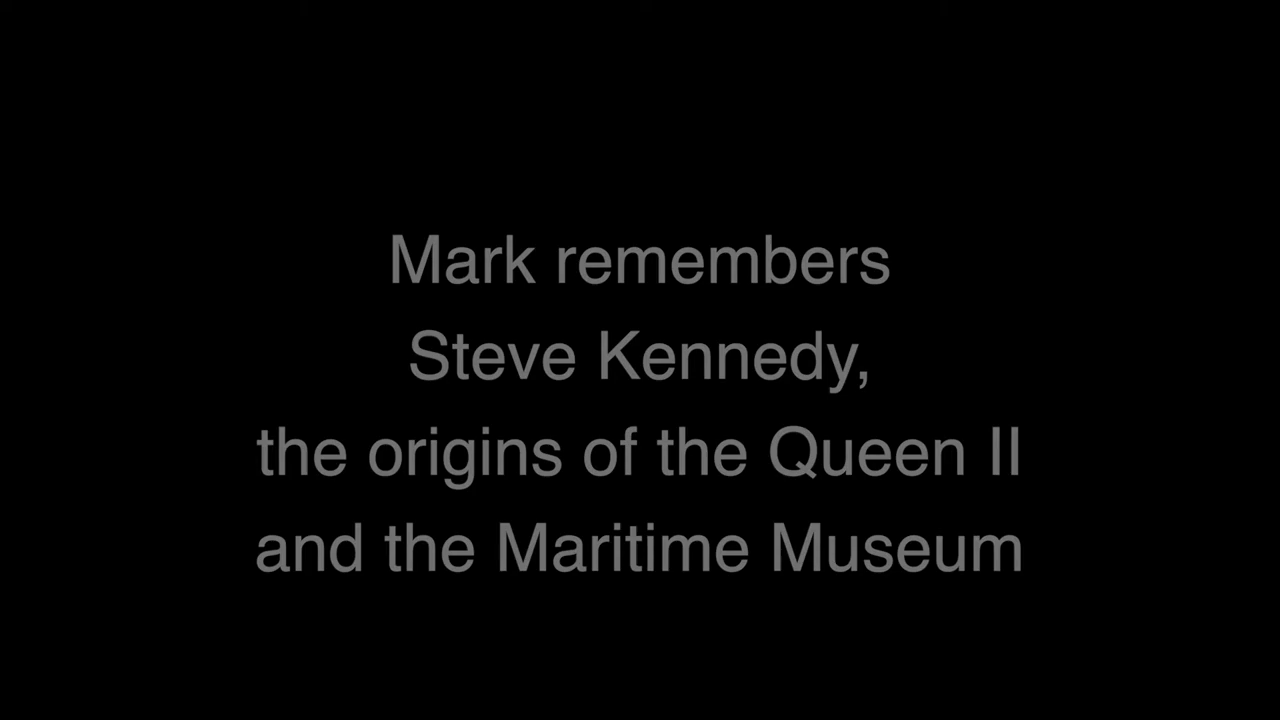 Mark remembers
Steve Kennedy,
the origins of the Queen II
and the Maritime Museum